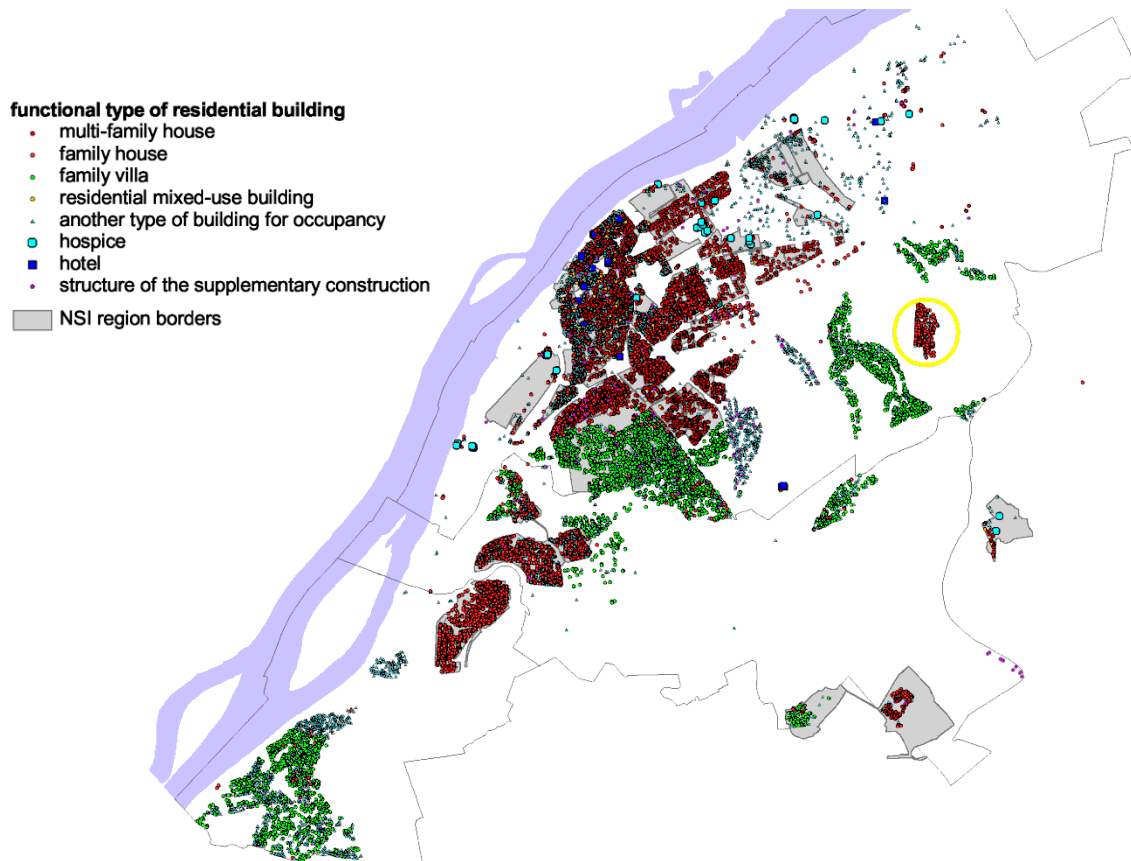 functional type of residential building
multi-family house
family house
family villa
residential mixed-use building
another type of building for occupancy
hospice
hotel
structure of the supplementary construction
NSI region borders